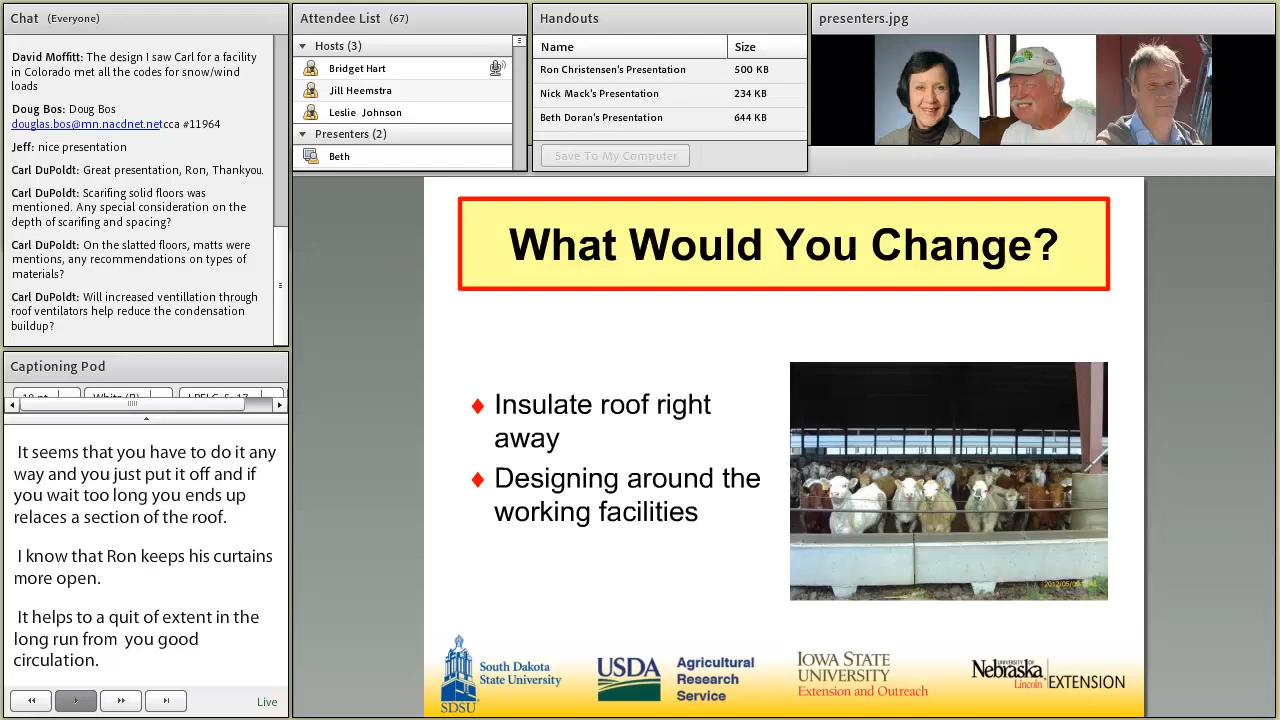 Chat (Everyone)
David Moffitt: The design I saw Carl for a facility
in Colorado met all the codes for snow/wind
loads
Doug Bos: Doug Bos
douglas.bos@mn.nacdnet.netcca #11964
Jeff: nice presentation
Carl DuPoldt: Great presentation, Ron, Thankyou.
Carl DuPoldt: Scarifing solid floors was
mentioned. Any special consideration on the
depth of scarifing and spacing?
Carl DuPoldt: On the slatted floors, matts were
mentions, any recommendations on types of
materials?
Carl DuPoldt: Will increased ventillation through
roof ventilators help reduce the condensation
buildup?
Captioning Pod
It seems that you have to do it any
way and you just put it off and if
you wait too long you ends up
relaces a section of the roof.
I know that Ron keeps his curtains
more open.
It helps to a quit of extent in the
long run from you good
circulation.
Live
Attendee List (67)
Hosts (3)
Bridget Hart
Jill Heemstra
Leslie Johnson
Presenters (2)
Beth
Handouts
Name Size
Ron Christensen's Presentation 500 KB
Nick Mack's Presentation 234 KB
Beth Doran's Presentation 644 KB
Save To My Computer
presenters.jpg
What Would You Change?
Insulate roof right
away
Designing around the
working facilities
SDSU
South Dakota
State University
USDA
Agricultural
Research
Service
IOWA STATE
UNIVERSITY
Extension and Outreach
UNIVERSITY OF
Nebraska
Lincoln
EXTENSION